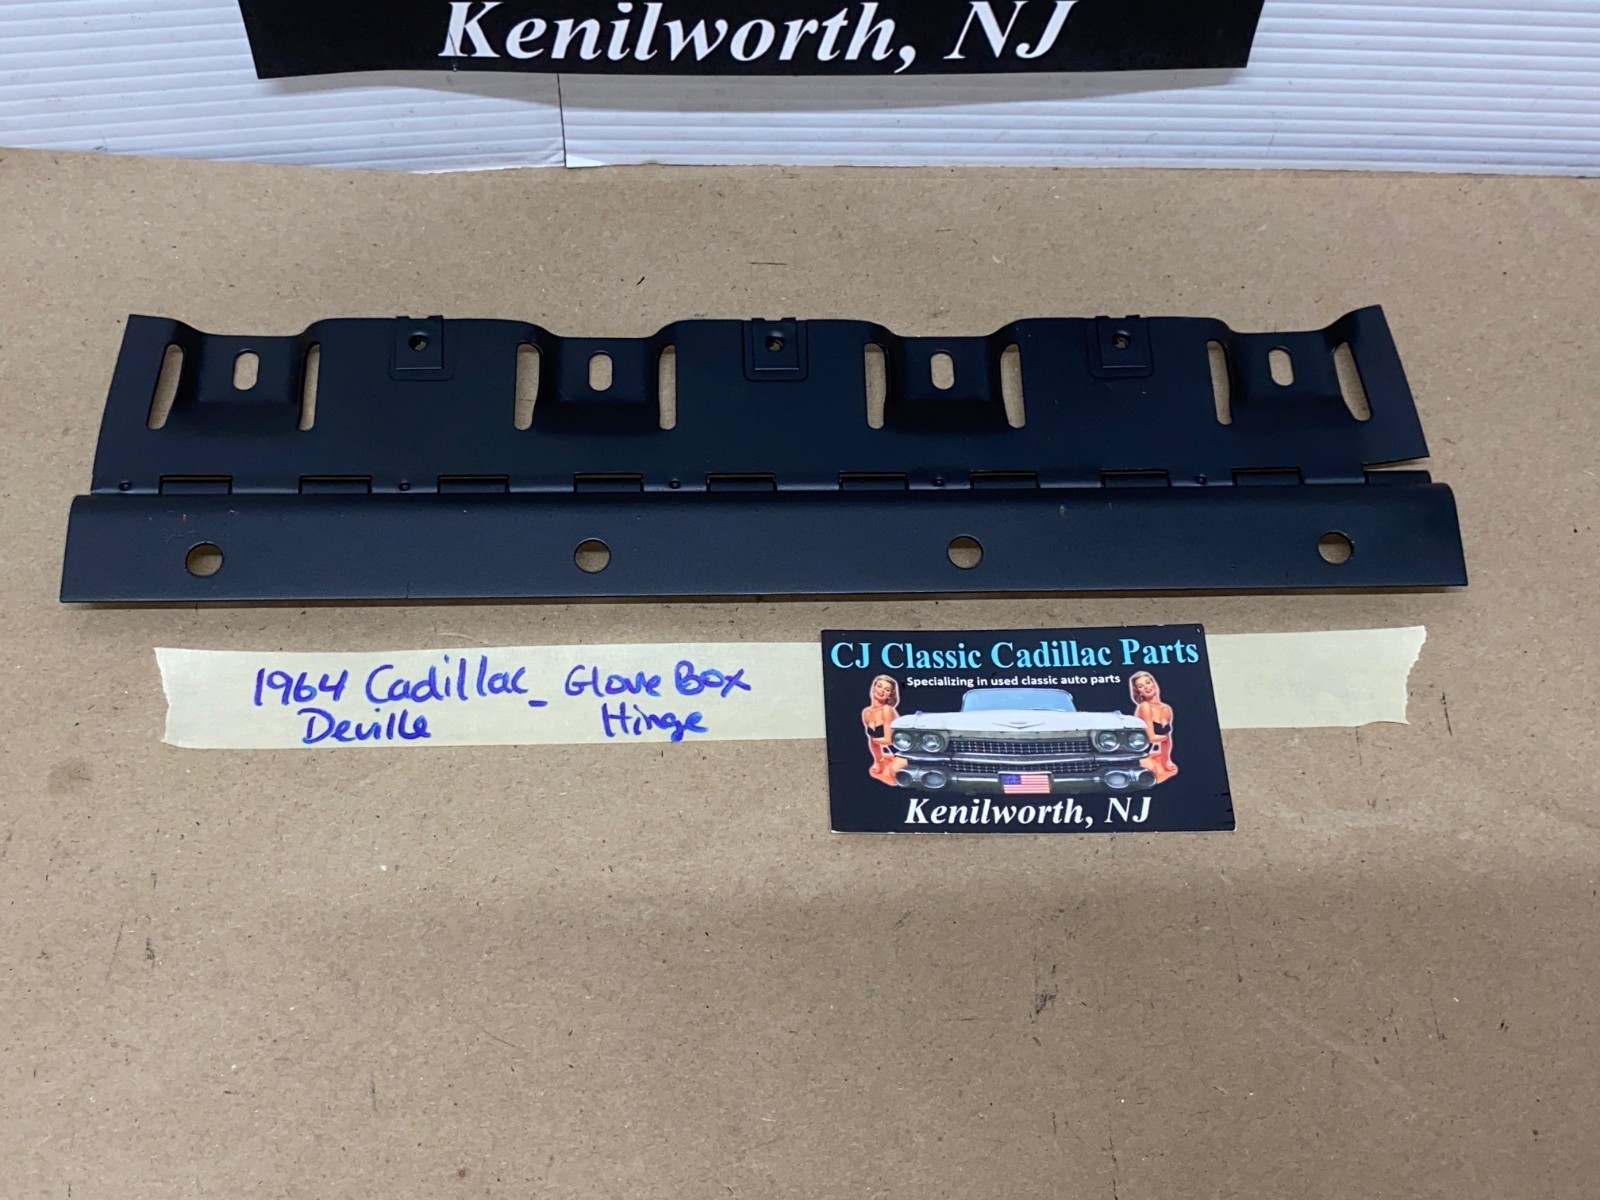 Kenilworth, NJ
1964 Cadillac - Glove Box
Deville Hinge
CJ Classic Cadillac Parts
Specializing in used classic auto parts
Kenilworth, NJ